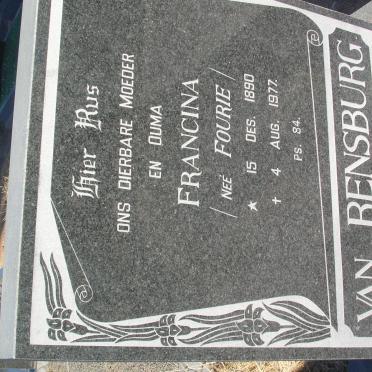 Hier Rus
ONS DIERBARE MOEDER
EN OUMA
FRANCINA
/ NEÉ FOURIE /
★ 15 DES. 1890
† 4 AUG. 1977.
PS. 84.
VAN RENSBURG